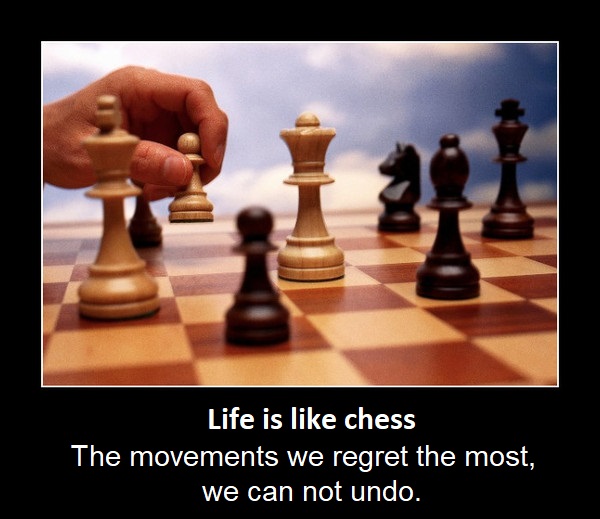 Life is like chess
The movements we regret the most,
we can not undo.